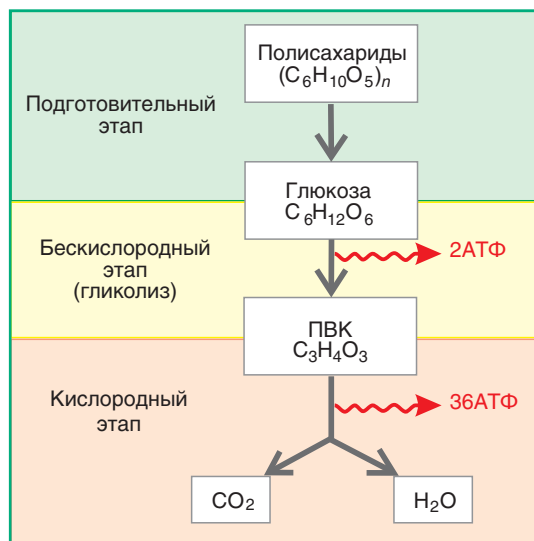 Полисахариды
(C₆H₁₀O₅)ₙ
Подготовительный
этап
Глюкоза
C₆H₁₂O₆
Бескислородный
этап
(гликолиз)
2АТФ
ПВК
C₃H₄O₃
Кислородный
этап
36АТФ
CO₂
H₂O